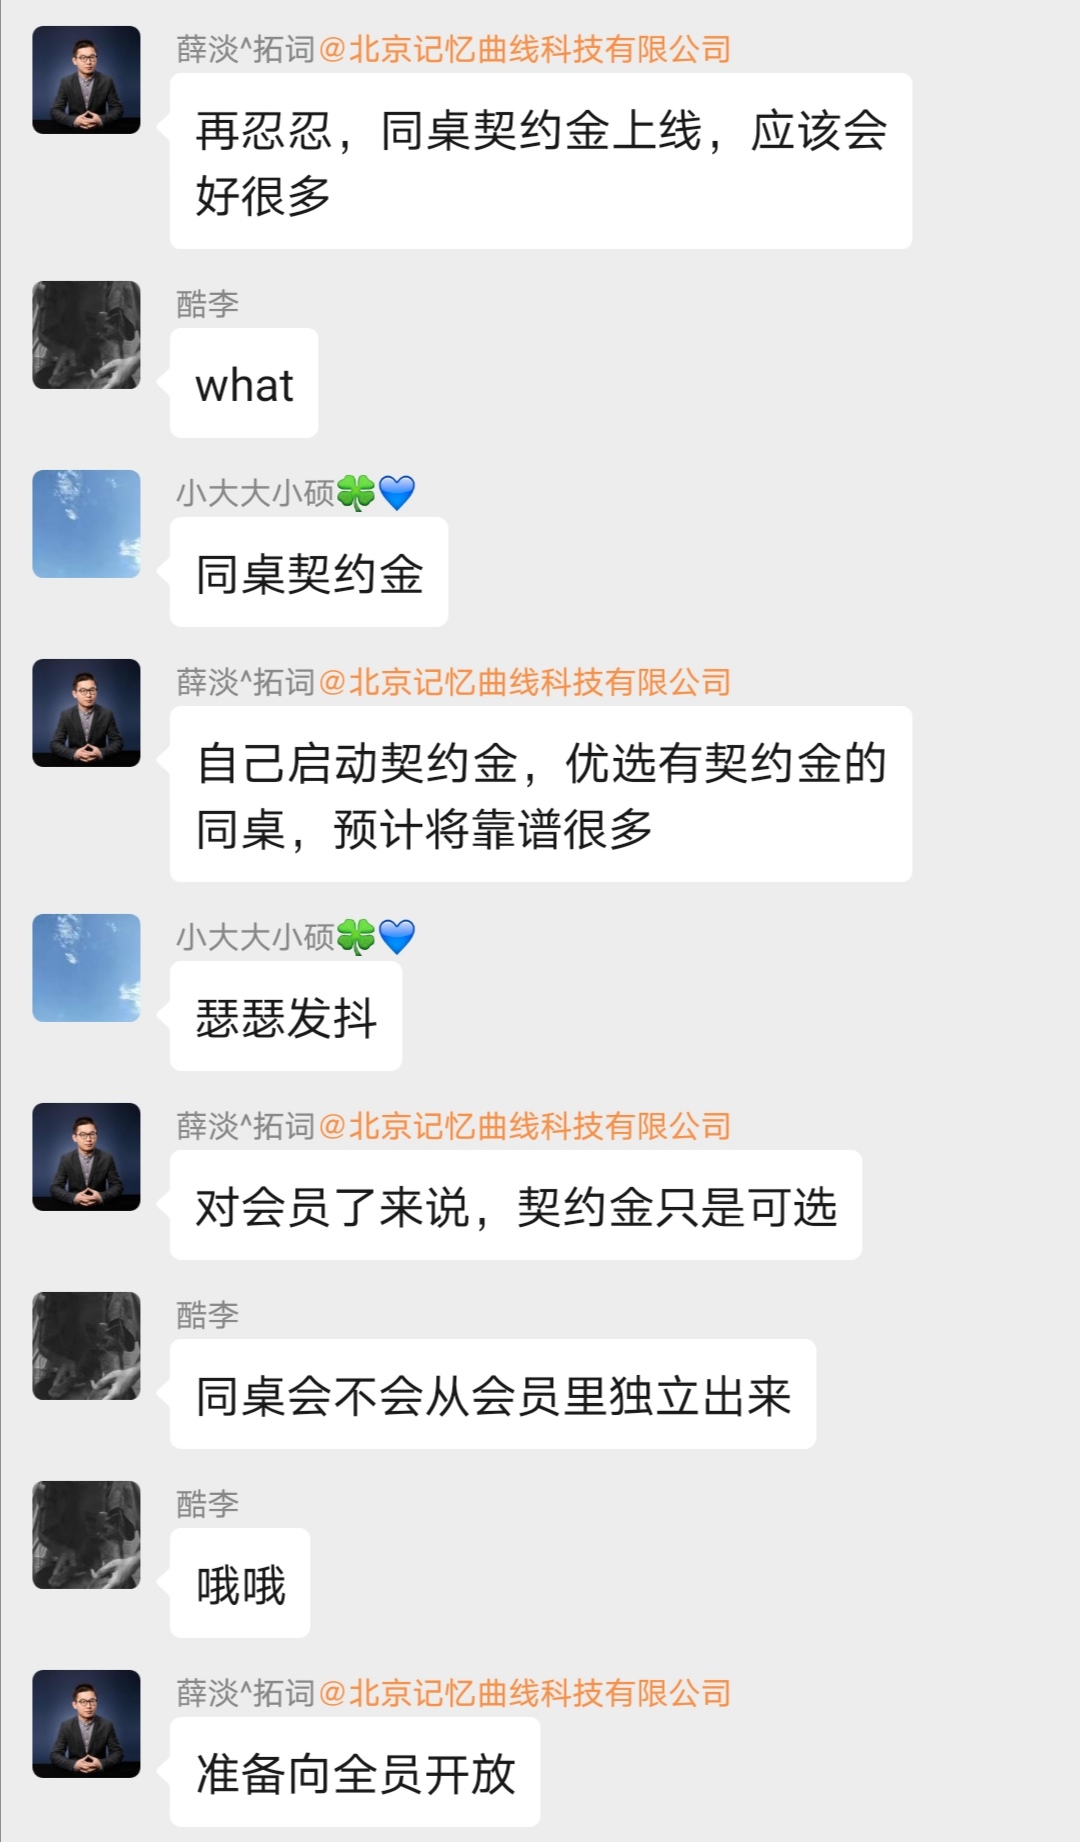 薛淡^拓词@北京记忆曲线科技有限公司
再忍忍，同桌契约金上线，应该会
好很多
酷李
what
小大大小硕🍀💙
同桌契约金
薛淡^拓词@北京记忆曲线科技有限公司
自己启动契约金，优选有契约金的
同桌，预计将靠谱很多
小大大小硕🍀💙
瑟瑟发抖
薛淡^拓词@北京记忆曲线科技有限公司
对会员了来说，契约金只是可选
酷李
同桌会不会从会员里独立出来
酷李
哦哦
薛淡^拓词@北京记忆曲线科技有限公司
准备向全员开放